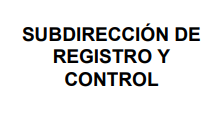 SUBDIRECCIÓN DE
REGISTRO Y
CONTROL